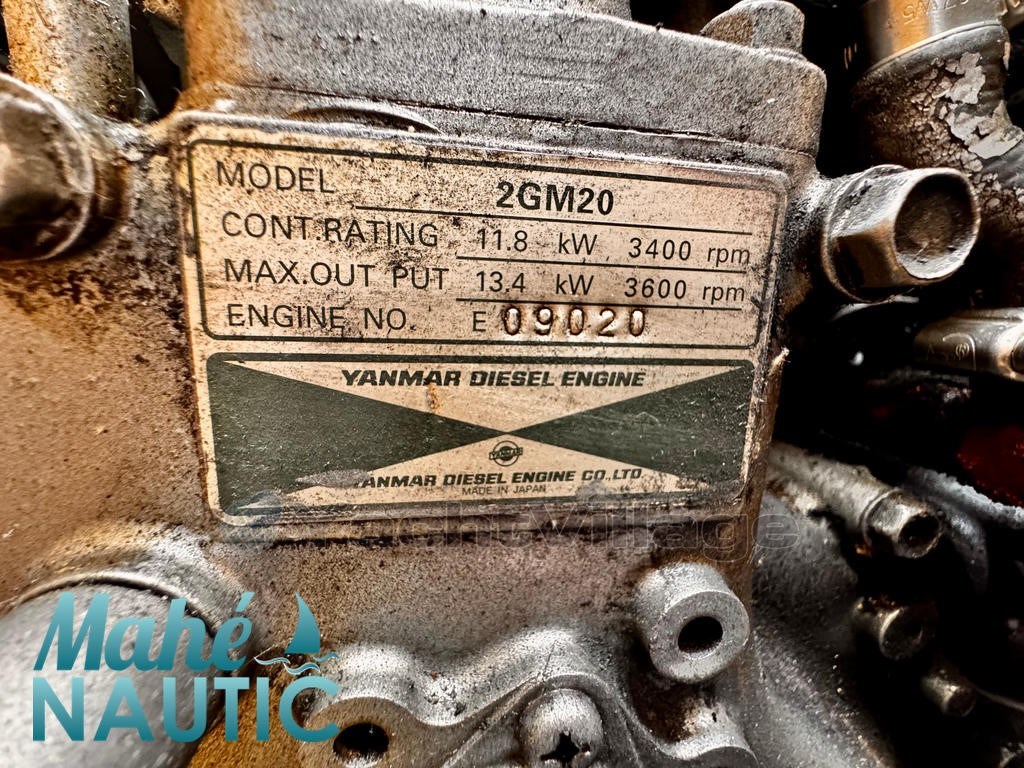 MODEL 2GM20
CONT.RATING 11.8 kW 3400 rpm
MAX.OUT PUT 13.4 kW 3600 rpm
ENGINE NO. E 09020
YANMAR DIESEL ENGINE
YANMAR DIESEL ENGINE CO.,LTD.
MADE IN JAPAN
YachtVillage
Mahé
NAUTIC